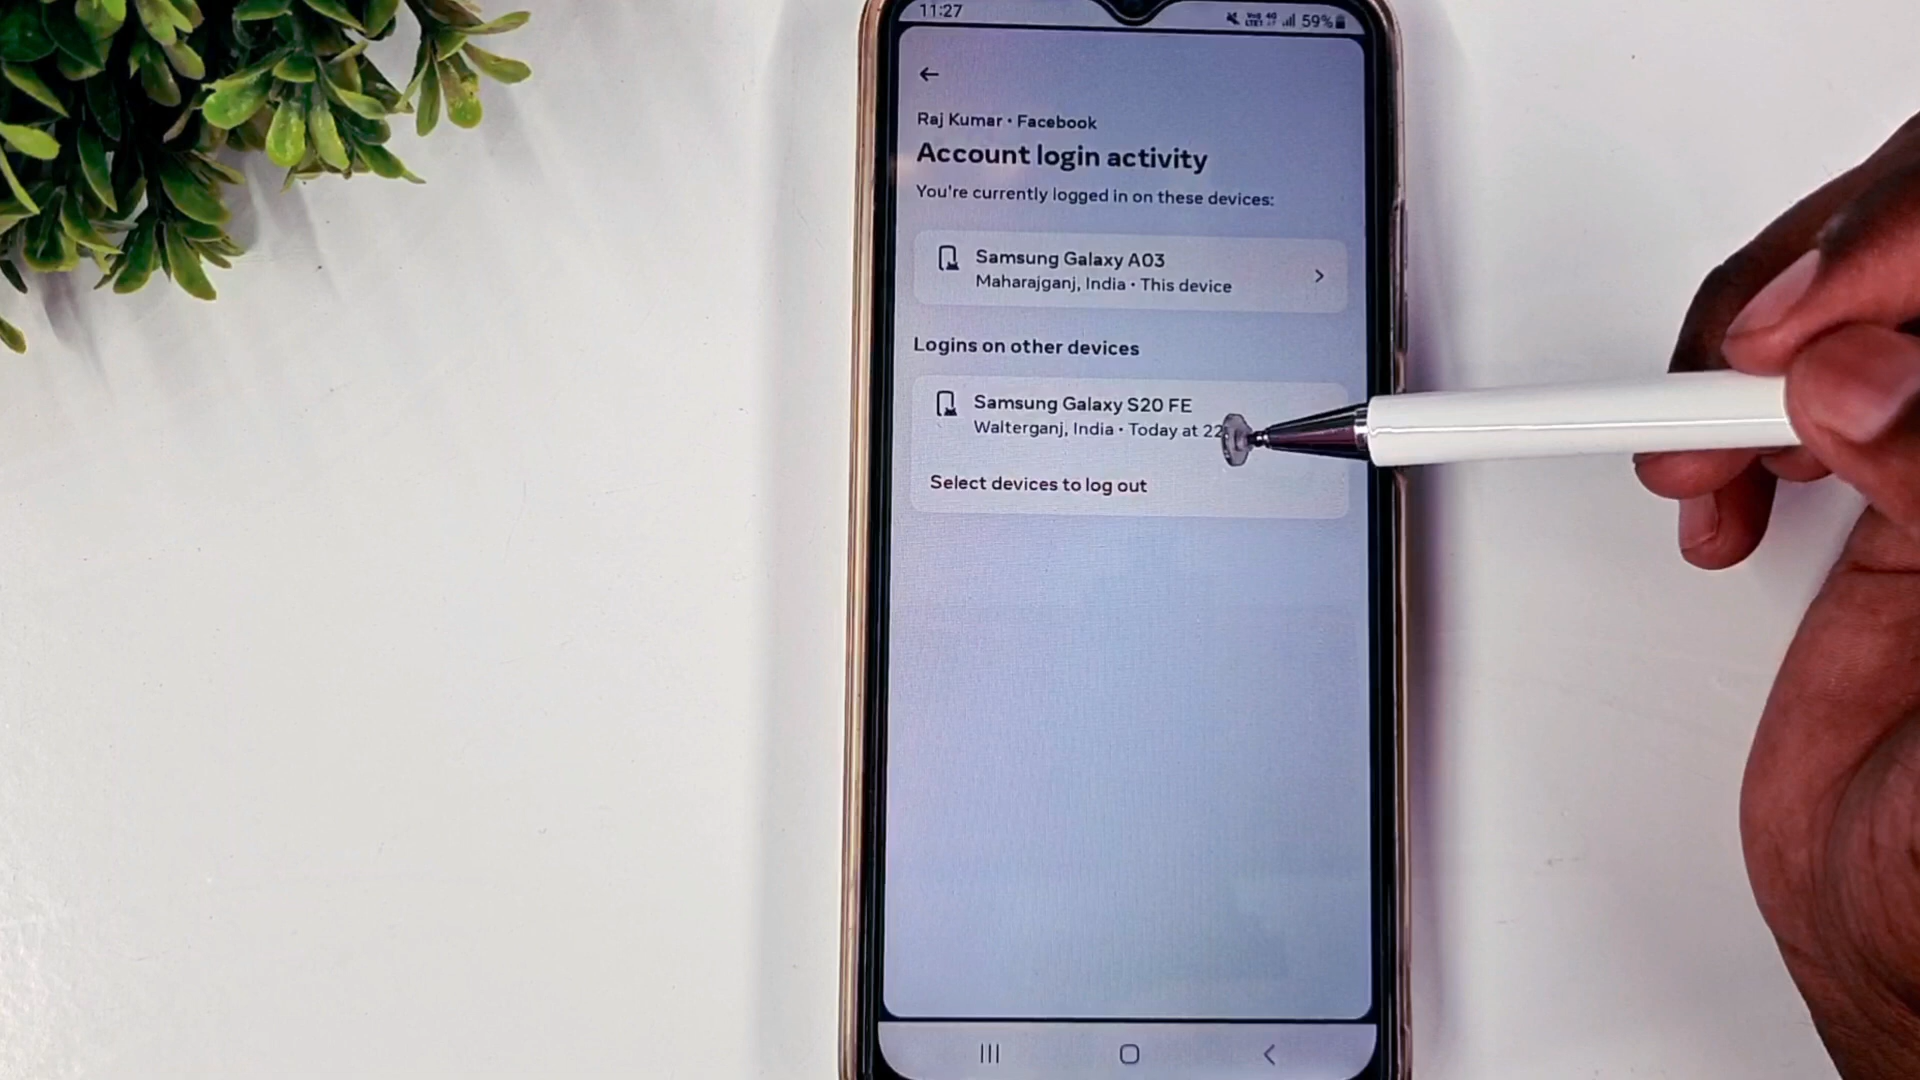 11:27
59%
Raj Kumar • Facebook
Account login activity
You're currently logged in on these devices:
Samsung Galaxy A03
Maharajganj, India • This device
Logins on other devices
Samsung Galaxy S20 FE
Walterganj, India • Today at 22
Select devices to log out